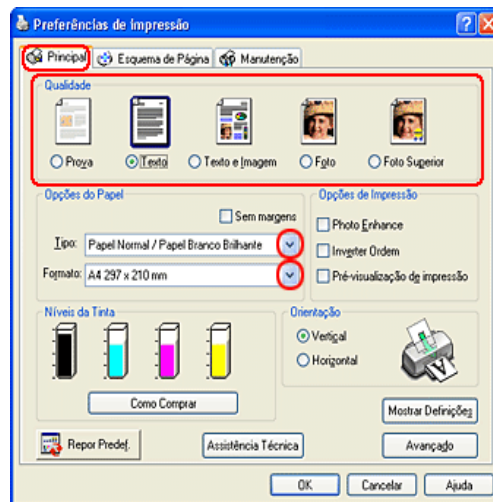 Preferências de impressão
Principal Esquema de Página Manutenção
Qualidade
Prova Texto Texto e Imagem Foto Foto Superior
Opções do Papel
Sem margens
Tipo: Papel Normal / Papel Branco Brilhante
Formato: A4 297 x 210 mm
Opções de Impressão
Photo Enhance
Inverter Ordem
Pré-visualização de impressão
Níveis da Tinta
Como Comprar
Orientação
Vertical
Horizontal
Mostrar Definições
Repor Predef. Assistência Técnica Avançado
OK Cancelar Ajuda